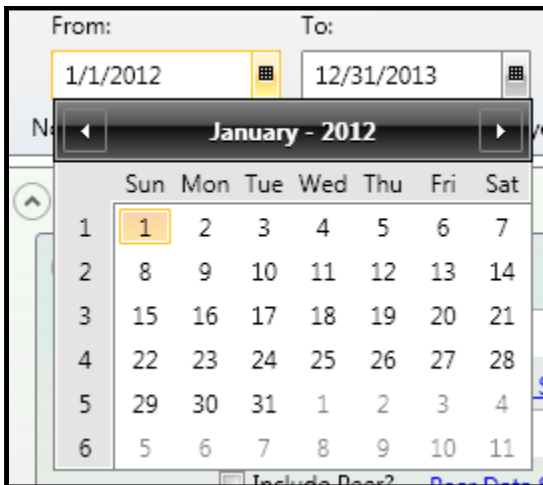 From: To:
1/1/2012 12/31/2013
January - 2012
Sun Mon Tue Wed Thu Fri Sat
1 1 2 3 4 5 6 7
2 8 9 10 11 12 13 14
3 15 16 17 18 19 20 21
4 22 23 24 25 26 27 28
5 29 30 31 1 2 3 4
6 5 6 7 8 9 10 11
Include Peer? Peer Data